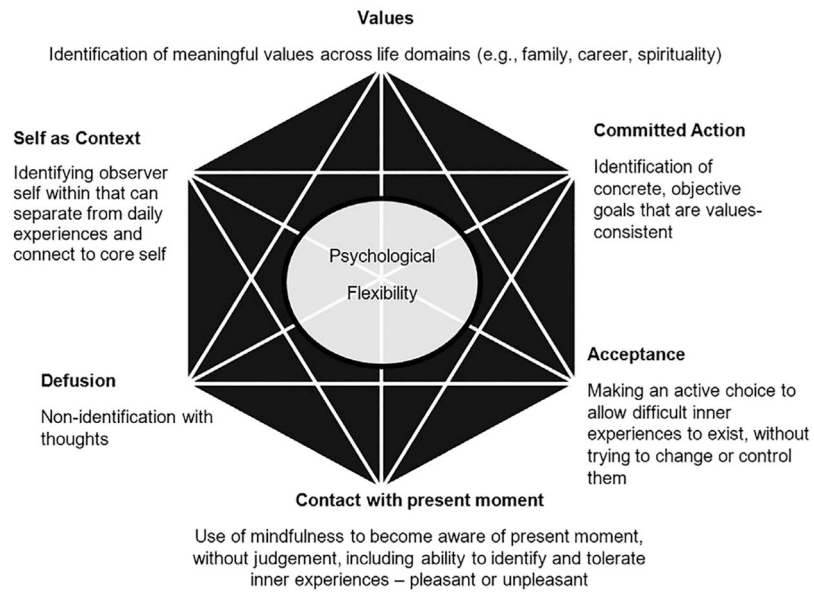 Values
Identification of meaningful values across life domains (e.g., family, career, spirituality)
Self as Context
Identifying observer
self within that can
separate from daily
experiences and
connect to core self
Committed Action
Identification of
concrete, objective
goals that are values-
consistent
Psychological
Flexibility
Defusion
Non-identification with
thoughts
Acceptance
Making an active choice to
allow difficult inner
experiences to exist, without
trying to change or control
them
Contact with present moment
Use of mindfulness to become aware of present moment,
without judgement, including ability to identify and tolerate
inner experiences – pleasant or unpleasant